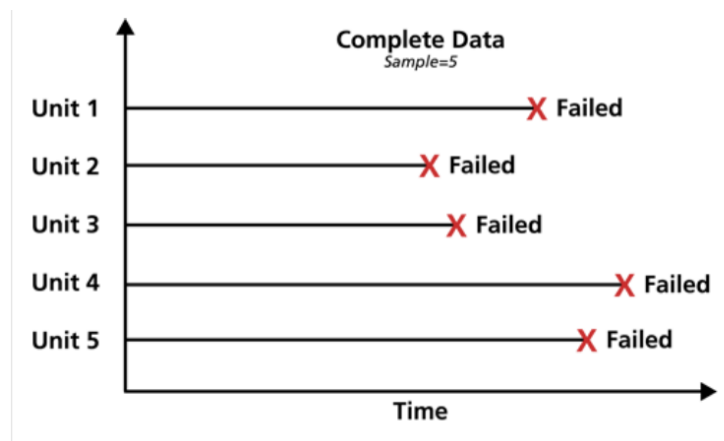 Complete Data
Sample=5
Unit 1 X Failed
Unit 2 X Failed
Unit 3 X Failed
Unit 4 X Failed
Unit 5 X Failed
Time